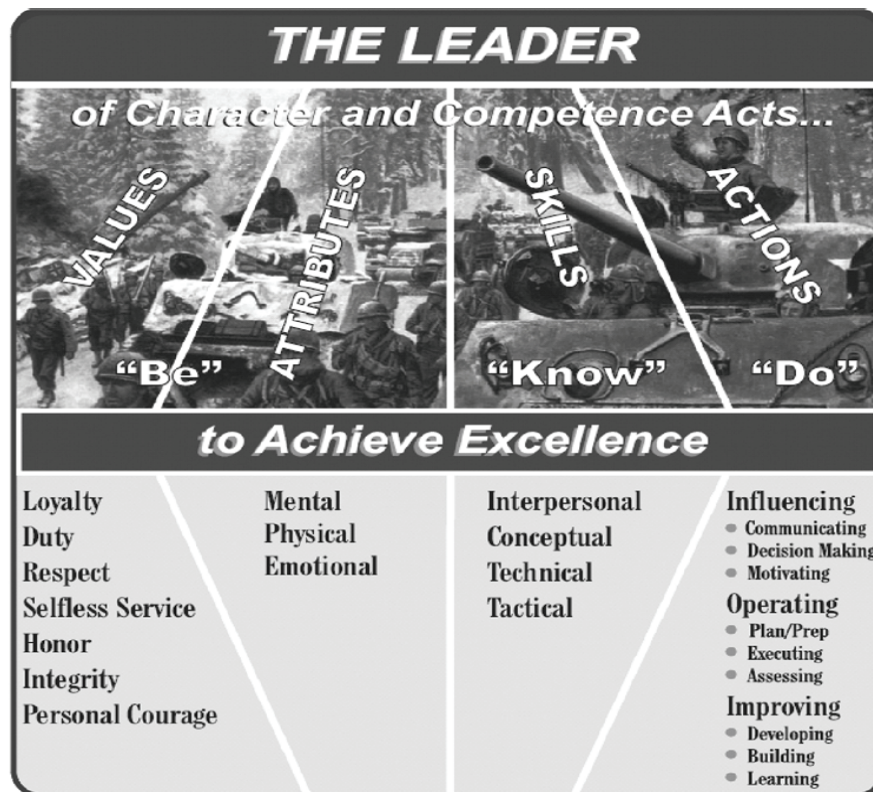 THE LEADER
of Character and Competence Acts...
VALUES
ATTRIBUTES
SKILLS
ACTIONS
“Be”
“Know”
“Do”
to Achieve Excellence
Loyalty
Duty
Respect
Selfless Service
Honor
Integrity
Personal Courage
Mental
Physical
Emotional
Interpersonal
Conceptual
Technical
Tactical
Influencing
Communicating
Decision Making
Motivating
Operating
Plan/Prep
Executing
Assessing
Improving
Developing
Building
Learning